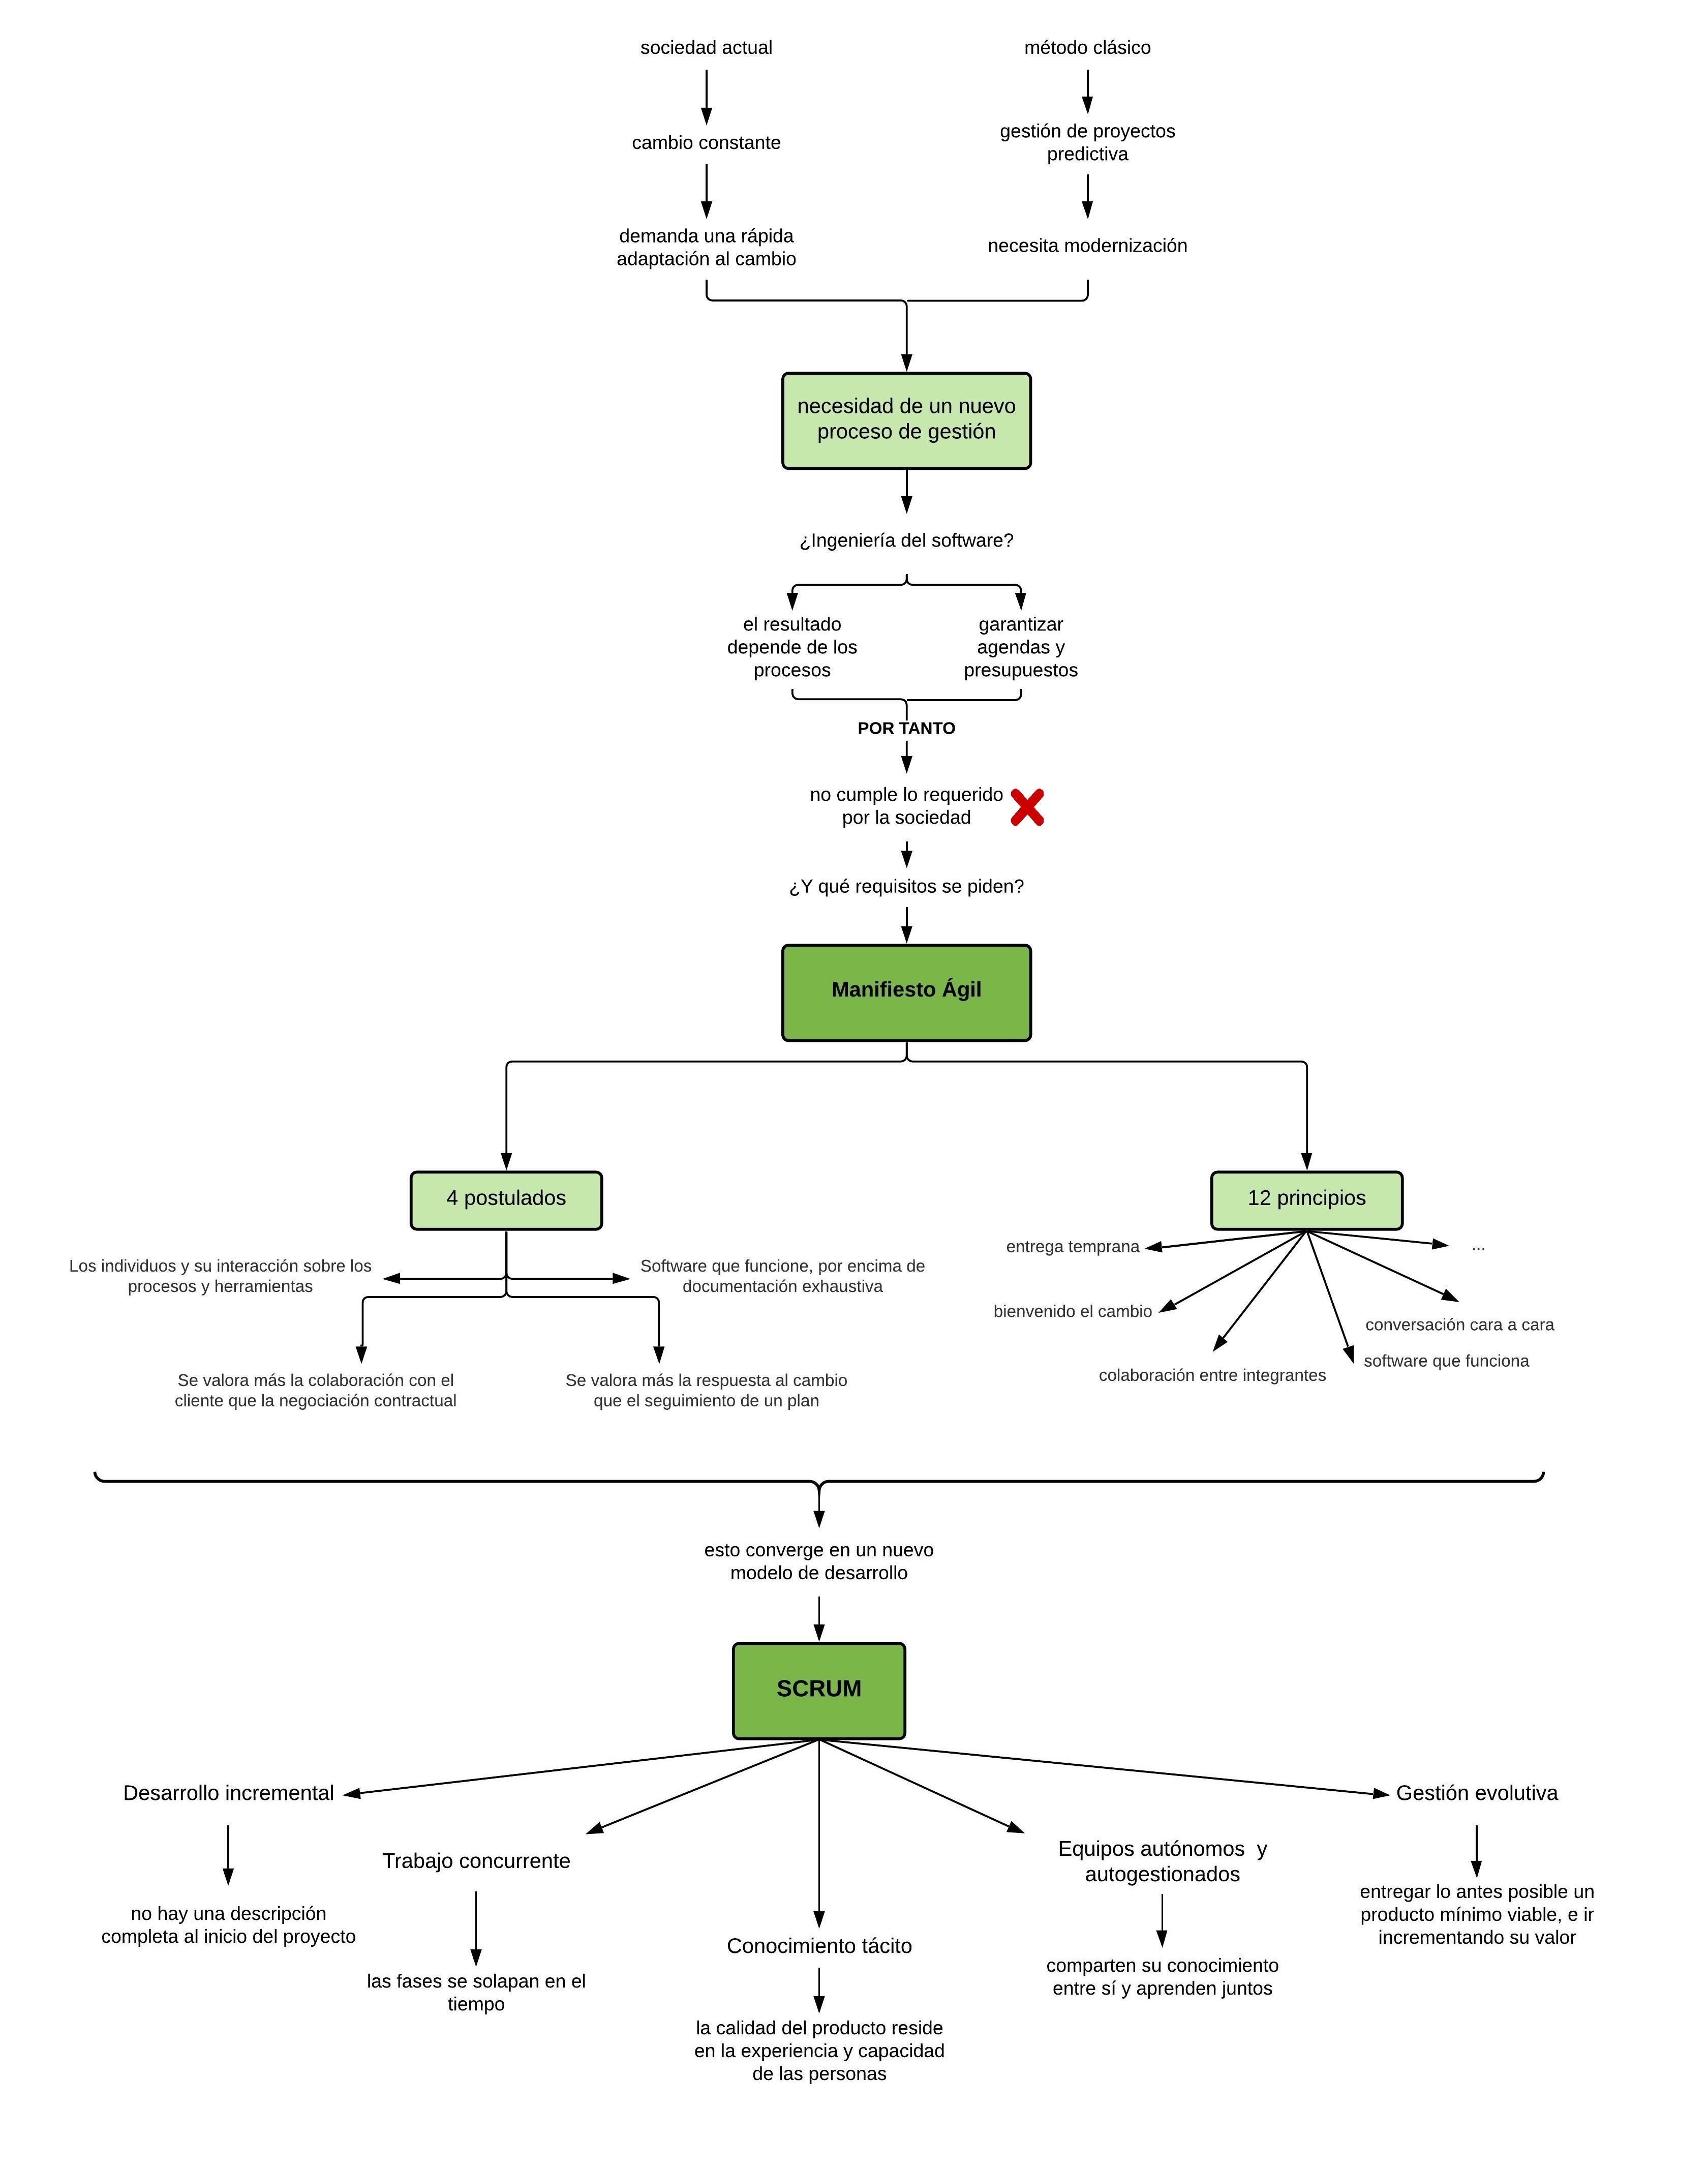 sociedad actual
método clásico
cambio constante
gestión de proyectos
predictiva
demanda una rápida
adaptación al cambio
necesita modernización
necesidad de un nuevo
proceso de gestión
¿Ingeniería del software?
el resultado
depende de los
procesos
garantizar
agendas y
presupuestos
POR TANTO
no cumple lo requerido
por la sociedad
¿Y qué requisitos se piden?
Manifiesto Ágil
4 postulados
Los individuos y su interacción sobre los
procesos y herramientas
Software que funcione, por encima de
documentación exhaustiva
Se valora más la colaboración con el
cliente que la negociación contractual
Se valora más la respuesta al cambio
que el seguimiento de un plan
12 principios
entrega temprana
...
bienvenido el cambio
conversación cara a cara
colaboración entre integrantes
software que funciona
esto converge en un nuevo
modelo de desarrollo
SCRUM
Desarrollo incremental
no hay una descripción
completa al inicio del proyecto
Trabajo concurrente
las fases se solapan en el
tiempo
Conocimiento tácito
la calidad del producto reside
en la experiencia y capacidad
de las personas
Equipos autónomos  y
autogestionados
comparten su conocimiento
entre sí y aprenden juntos
Gestión evolutiva
entregar lo antes posible un
producto mínimo viable, e ir
incrementando su valor